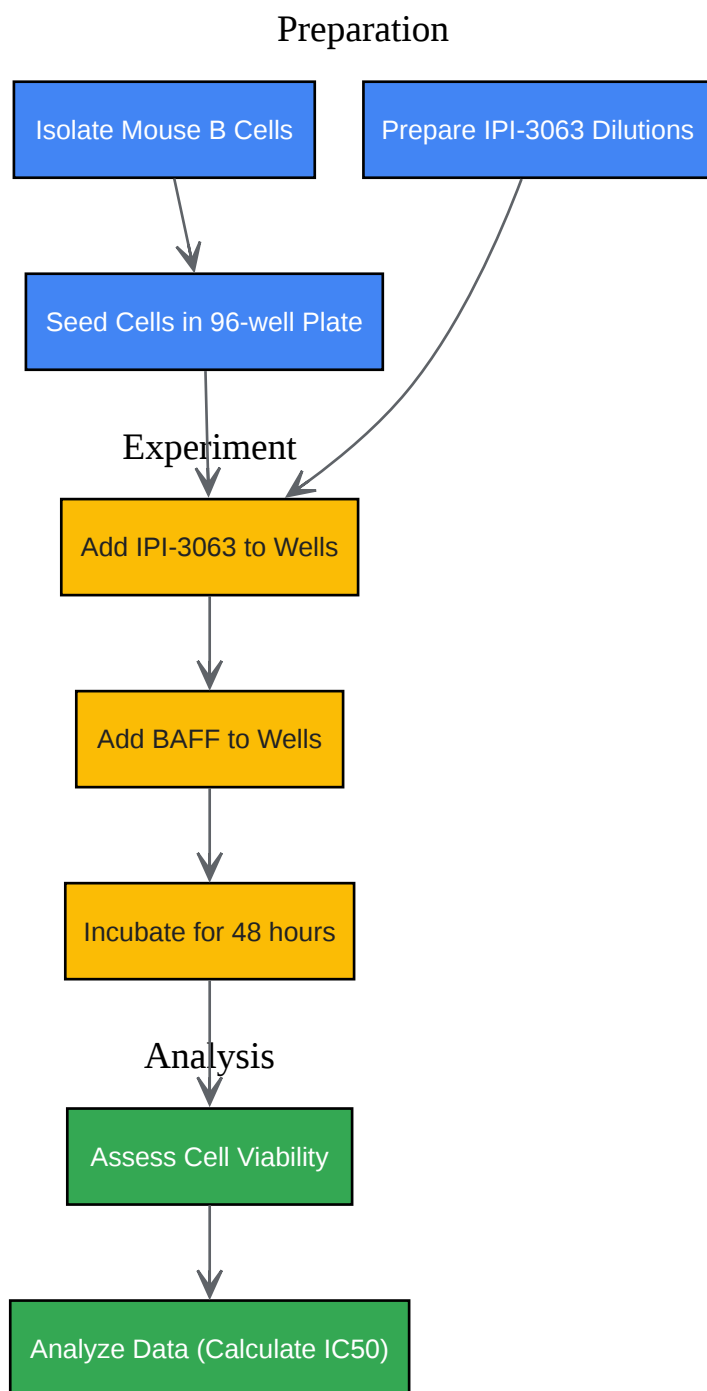 Preparation
Isolate Mouse B Cells
Prepare IPI-3063 Dilutions
Seed Cells in 96-well Plate
Experiment
Add IPI-3063 to Wells
Add BAFF to Wells
Incubate for 48 hours
Analysis
Assess Cell Viability
Analyze Data (Calculate IC50)